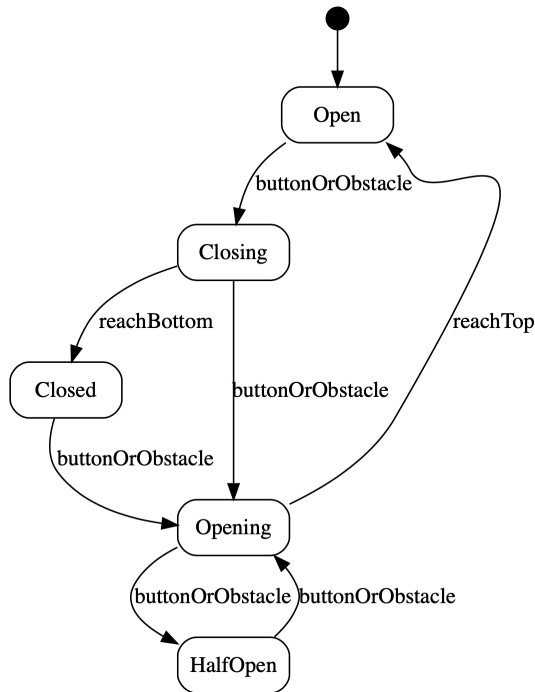 Open
buttonOrObstacle
Closing
reachBottom
reachTop
Closed
buttonOrObstacle
buttonOrObstacle
Opening
buttonOrObstacle
buttonOrObstacle
HalfOpen